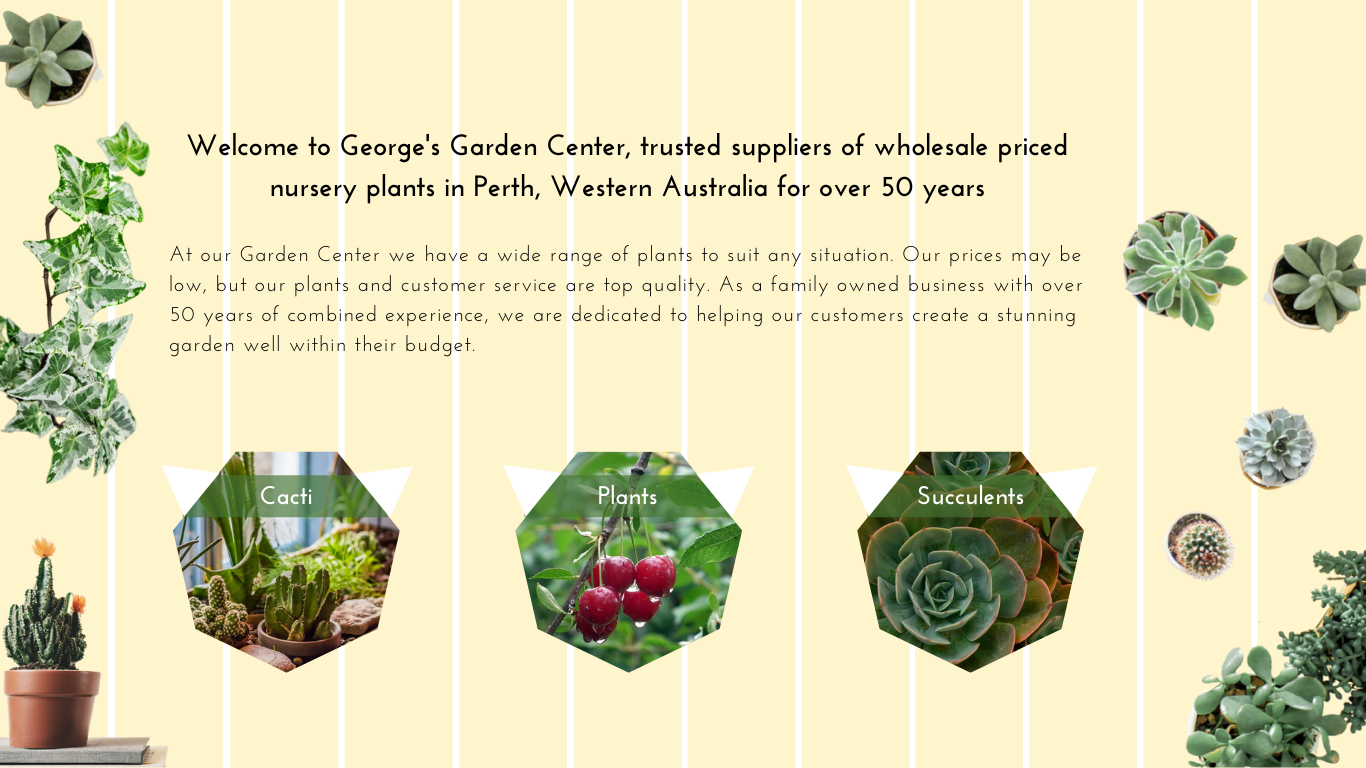 Welcome to George's Garden Center, trusted suppliers of wholesale priced
nursery plants in Perth, Western Australia for over 50 years
At our Garden Center we have a wide range of plants to suit any situation. Our prices may be
low, but our plants and customer service are top quality. As a family owned business with over
50 years of combined experience, we are dedicated to helping our customers create a stunning
garden well within their budget.
Cacti
Plants
Succulents